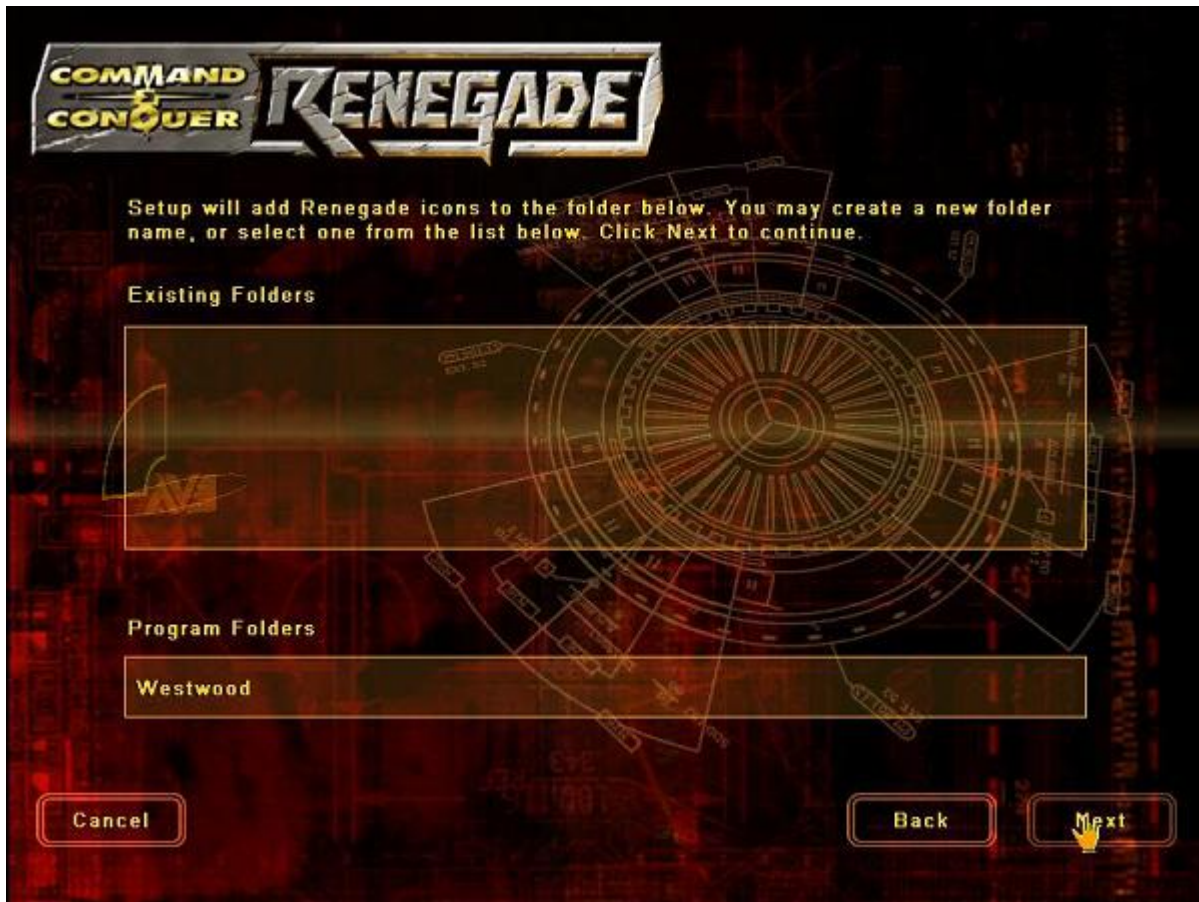 COMMAND
&
CONQUER
RENEGADE
Setup will add Renegade icons to the folder below. You may create a new folder
name, or select one from the list below. Click Next to continue.
Existing Folders
Program Folders
Westwood
343
Cancel
Back
Next